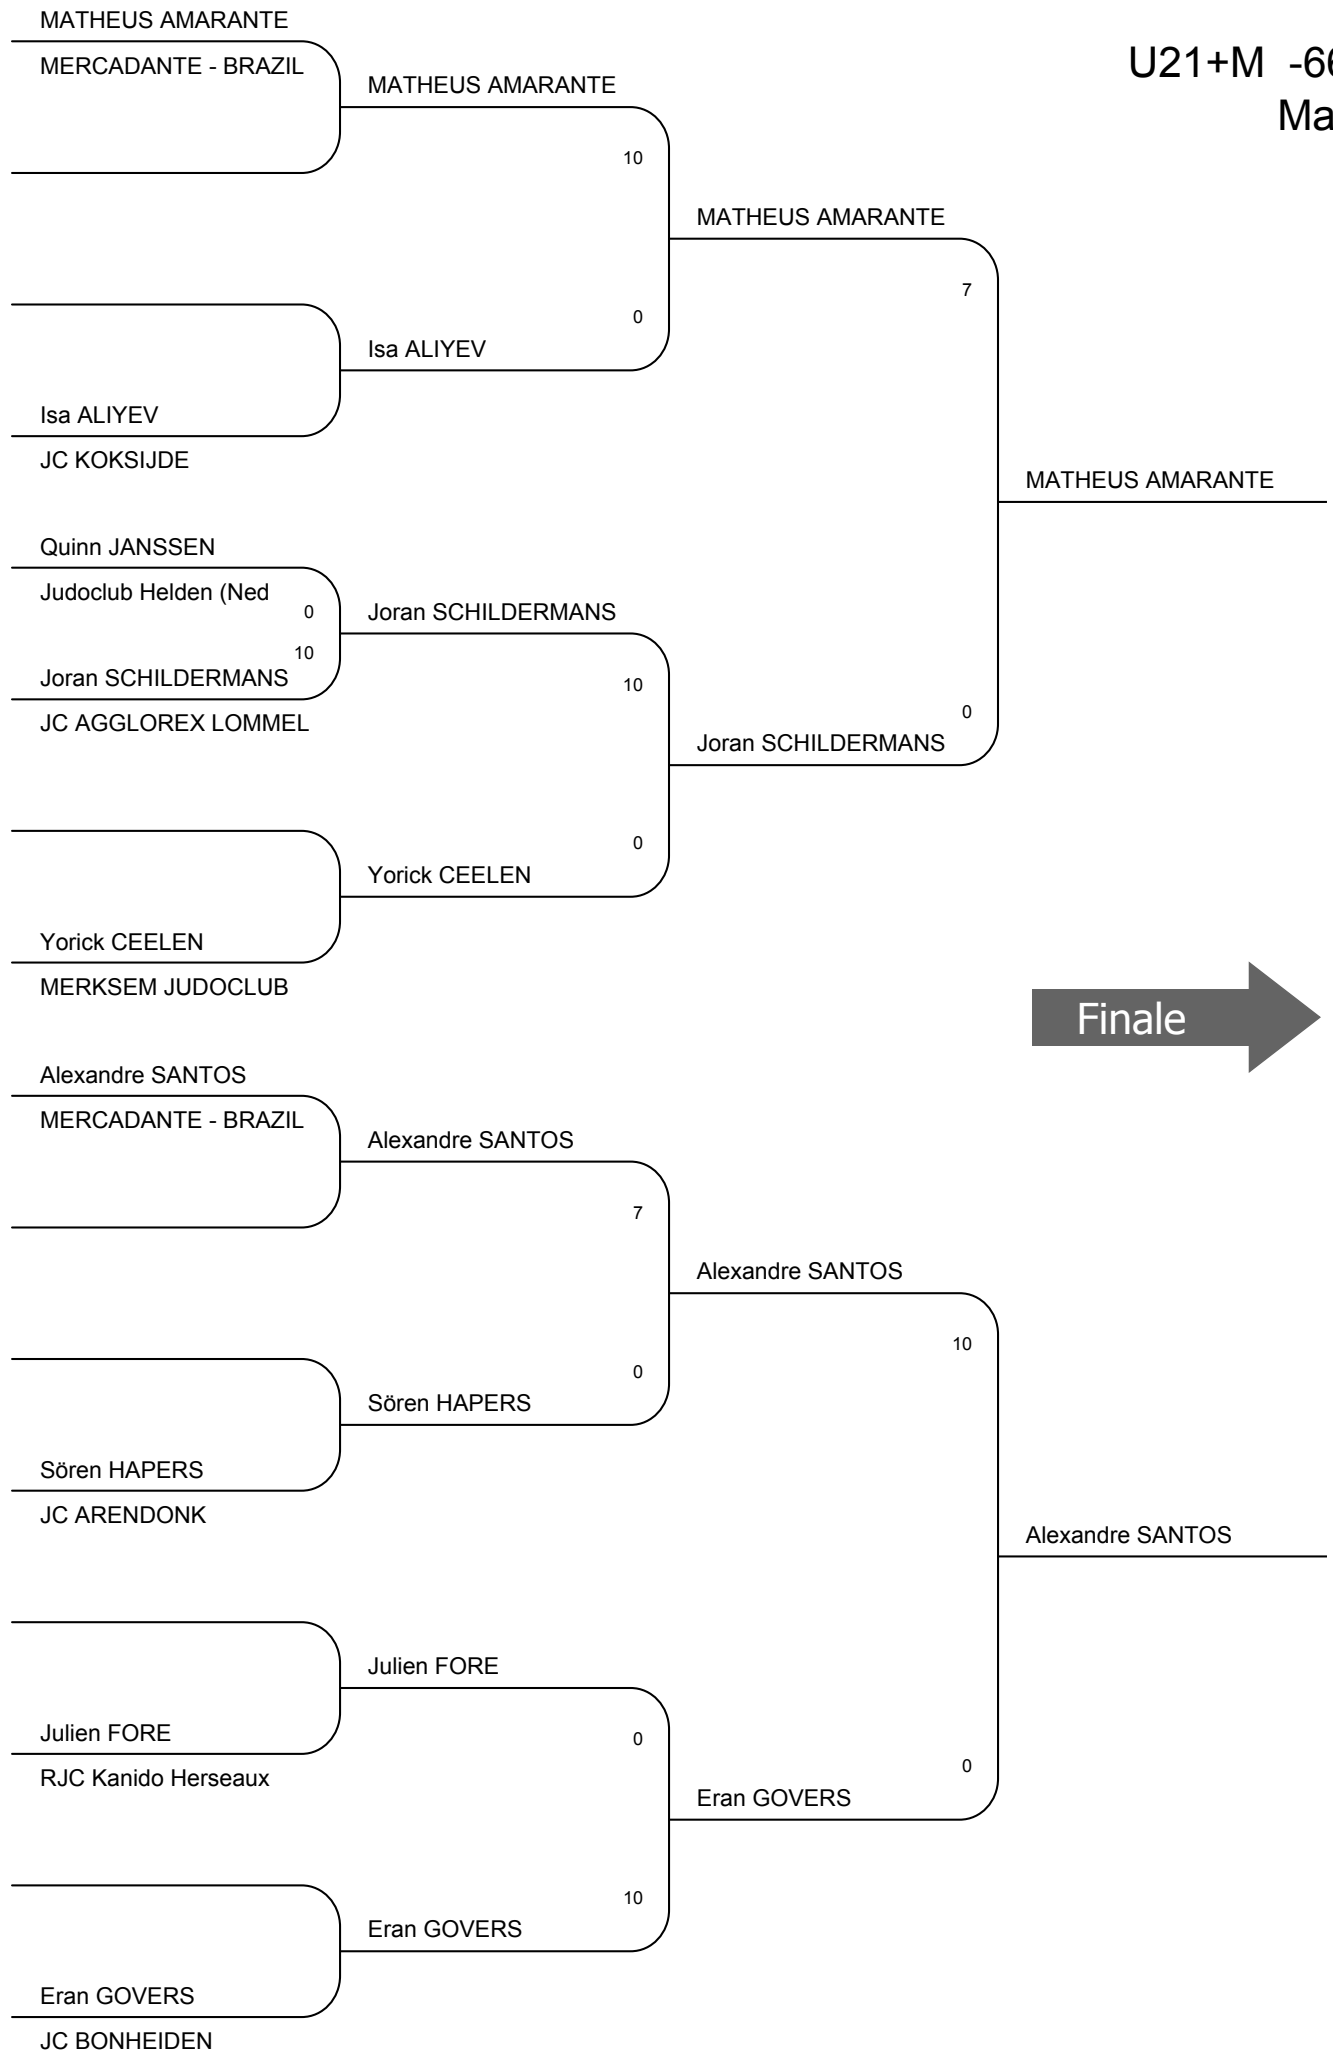 MATHEUS AMARANTE
MERCADANTE - BRAZIL
MATHEUS AMARANTE
10
MATHEUS AMARANTE
7
0
Isa ALIYEV
Isa ALIYEV
JC KOKSIJDE
MATHEUS AMARANTE
Quinn JANSSEN
Judoclub Helden (Ned
0
10
Joran SCHILDERMANS
Joran SCHILDERMANS
JC AGGLOREX LOMMEL
10
0
Joran SCHILDERMANS
0
Yorick CEELEN
Yorick CEELEN
MERKSEM JUDOCLUB
Finale
Alexandre SANTOS
MERCADANTE - BRAZIL
Alexandre SANTOS
7
Alexandre SANTOS
10
0
Sören HAPERS
Sören HAPERS
JC ARENDONK
Alexandre SANTOS
Julien FORE
Julien FORE
RJC Kanido Herseaux
0
0
Eran GOVERS
10
Eran GOVERS
Eran GOVERS
JC BONHEIDEN
U21+M -6
Ma